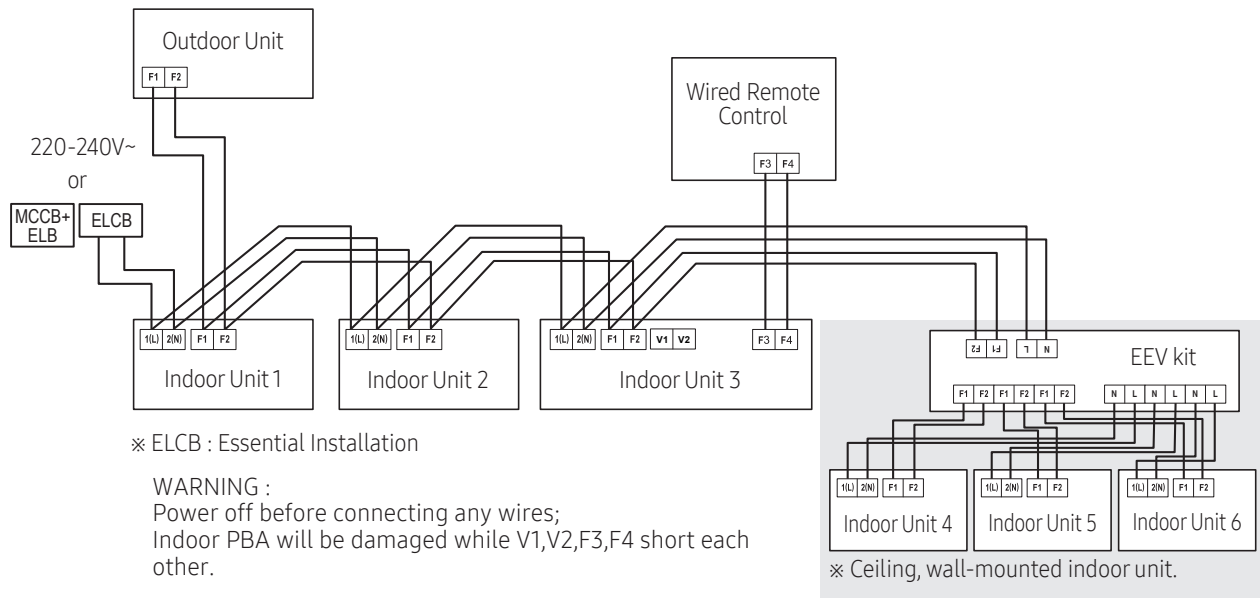 Outdoor Unit
F1 F2
220-240V~
or
MCCB+
ELB
ELCB
Wired Remote
Control
F3 F4
1(L) 2(N) F1 F2
Indoor Unit 1
1(L) 2(N) F1 F2
Indoor Unit 2
1(L) 2(N) F1 F2 V1 V2 F3 F4
Indoor Unit 3
F2 F1 L N
EEV kit
F1 F2 F1 F2 F1 F2 N L N L N L
1(L) 2(N) F1 F2
Indoor Unit 4
1(L) 2(N) F1 F2
Indoor Unit 5
1(L) 2(N) F1 F2
Indoor Unit 6
※ Ceiling, wall-mounted indoor unit.
※ ELCB : Essential Installation
WARNING :
Power off before connecting any wires;
Indoor PBA will be damaged while V1,V2,F3,F4 short each
other.